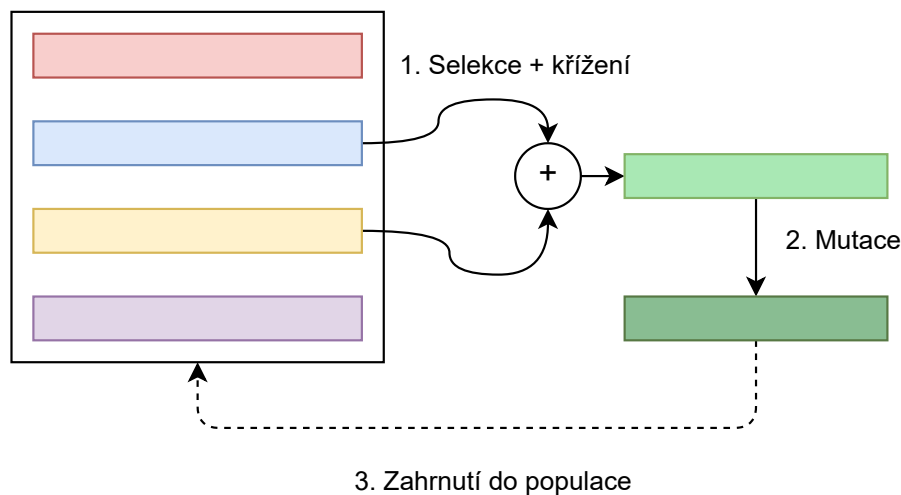 1. Selekce + křížení
+
2. Mutace
3. Zahrnutí do populace